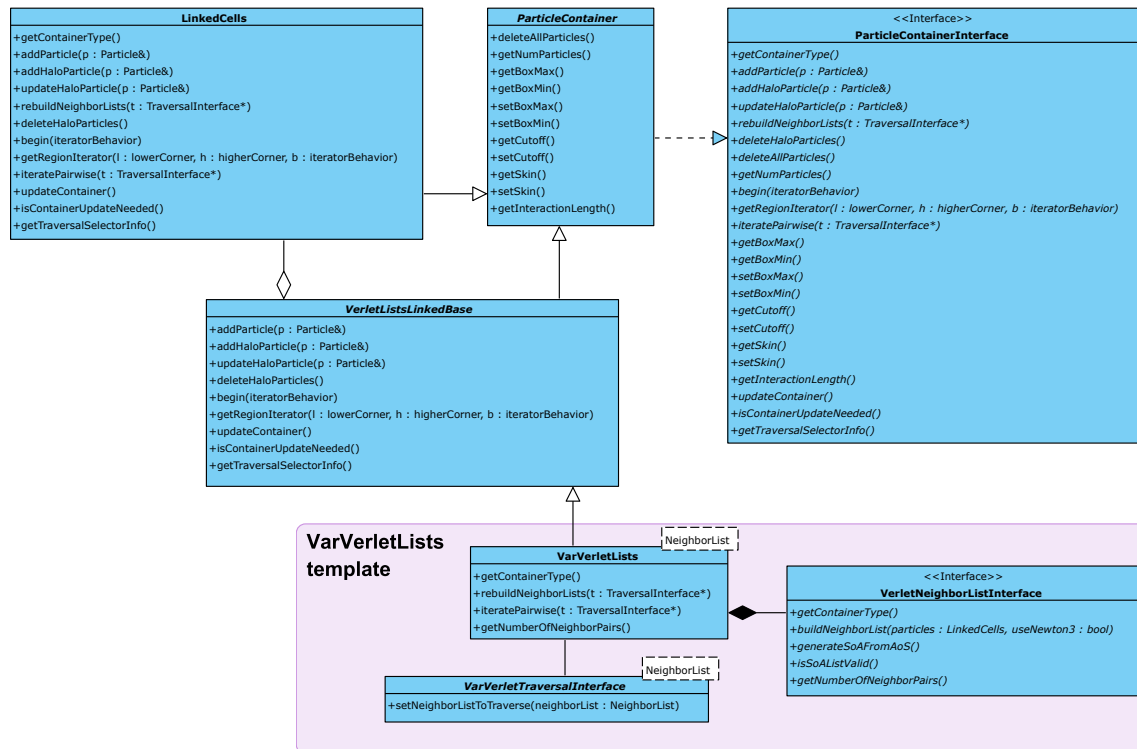 LinkedCells
+getContainerType()
+addParticle(p : Particle&)
+addHaloParticle(p : Particle&)
+updateHaloParticle(p : Particle&)
+rebuildNeighborLists(t : TraversalInterface*)
+deleteHaloParticles()
+begin(iteratorBehavior)
+getRegionIterator(l : lowerCorner, h : higherCorner, b : iteratorBehavior)
+iteratePairwise(t : TraversalInterface*)
+updateContainer()
+isContainerUpdateNeeded()
+getTraversalSelectorInfo()
ParticleContainer
+deleteAllParticles()
+getNumParticles()
+getBoxMax()
+getBoxMin()
+setBoxMax()
+setBoxMin()
+getCutoff()
+setCutoff()
+getSkin()
+setSkin()
+getInteractionLength()
<<Interface>>
ParticleContainerInterface
+getContainerType()
+addParticle(p : Particle&)
+addHaloParticle(p : Particle&)
+updateHaloParticle(p : Particle&)
+rebuildNeighborLists(t : TraversalInterface*)
+deleteHaloParticles()
+deleteAllParticles()
+getNumParticles()
+begin(iteratorBehavior)
+getRegionIterator(l : lowerCorner, h : higherCorner, b : iteratorBehavior)
+iteratePairwise(t : TraversalInterface*)
+getBoxMax()
+getBoxMin()
+setBoxMax()
+setBoxMin()
+getCutoff()
+setCutoff()
+getSkin()
+setSkin()
+getInteractionLength()
+updateContainer()
+isContainerUpdateNeeded()
+getTraversalSelectorInfo()
VerletListsLinkedBase
+addParticle(p : Particle&)
+addHaloParticle(p : Particle&)
+updateHaloParticle(p : Particle&)
+deleteHaloParticles()
+begin(iteratorBehavior)
+getRegionIterator(l : lowerCorner, h : higherCorner, b : iteratorBehavior)
+updateContainer()
+isContainerUpdateNeeded()
+getTraversalSelectorInfo()
VarVerletLists
template
NeighborList
VarVerletLists
+getContainerType()
+rebuildNeighborLists(t : TraversalInterface*)
+iteratePairwise(t : TraversalInterface*)
+getNumberOfNeighborPairs()
<<Interface>>
VerletNeighborListInterface
+getContainerType()
+buildNeighborList(particles : LinkedCells, useNewton3 : bool)
+generateSoAFromAoS()
+isSoAListValid()
+getNumberOfNeighborPairs()
NeighborList
VarVerletTraversalInterface
+setNeighborListToTraverse(neighborList : NeighborList)